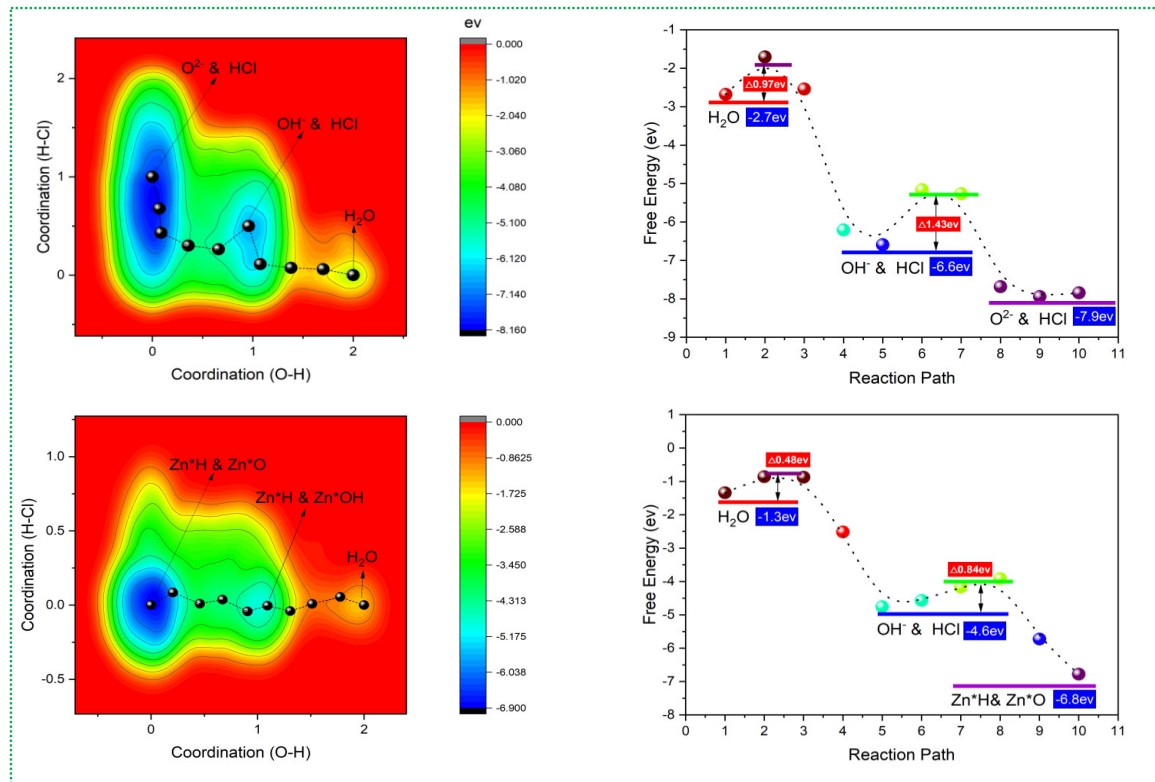 ev
0.000
-1.020
-2.040
-3.060
-4.080
-5.100
-6.120
-7.140
-8.160
O²⁻ & HCl
OH⁻ & HCl
H₂O
2
1
0
Coordination (H-Cl)
0 1 2
Coordination (O-H)
-1
-2
-3
-4
-5
-6
-7
-8
-9
Free Energy (ev)
△0.97ev
H₂O -2.7ev
△1.43ev
OH⁻ & HCl -6.6ev
O²⁻ & HCl -7.9ev
0 1 2 3 4 5 6 7 8 9 10 11
Reaction Path
0.000
-0.8625
-1.725
-2.588
-3.450
-4.313
-5.175
-6.038
-6.900
Zn*H & Zn*O
Zn*H & Zn*OH
H₂O
1.0
0.5
0.0
-0.5
Coordination (H-Cl)
0 1 2
Coordination (O-H)
1
0
-1
-2
-3
-4
-5
-6
-7
-8
Free Energy (ev)
△0.48ev
H₂O -1.3ev
△0.84ev
OH⁻ & HCl -4.6ev
Zn*H& Zn*O -6.8ev
0 1 2 3 4 5 6 7 8 9 10 11
Reaction Path